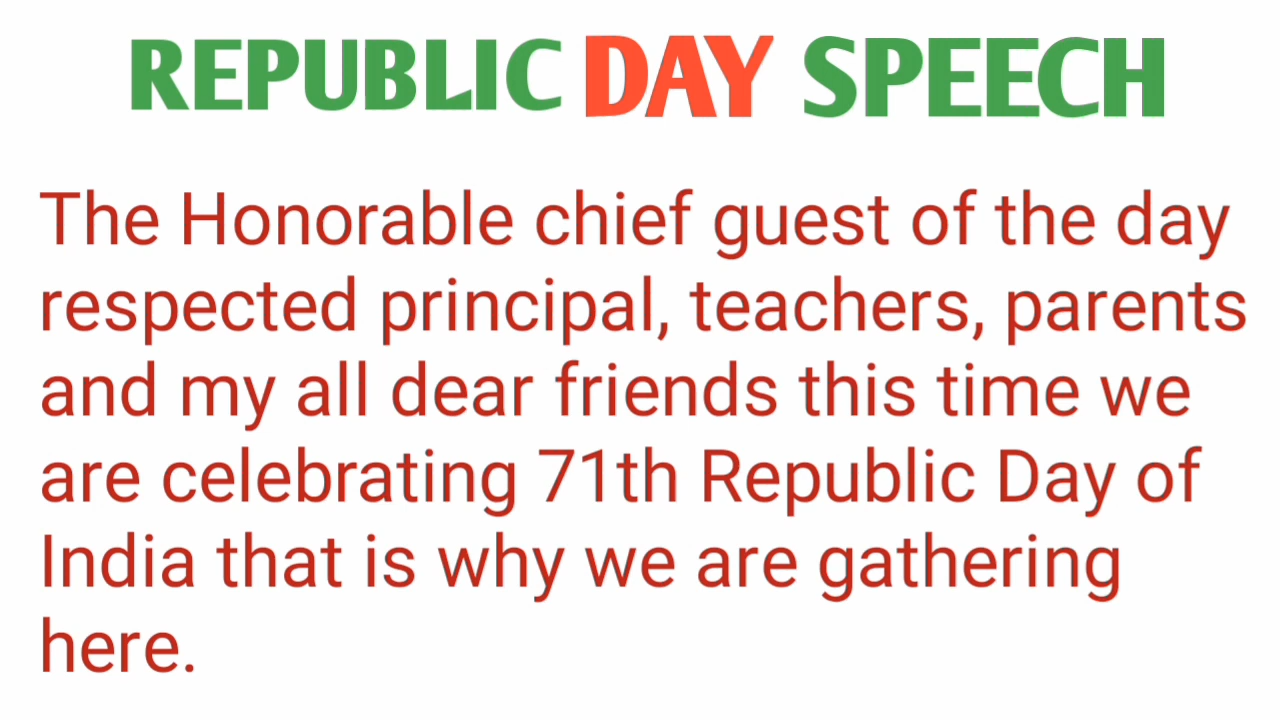 REPUBLIC DAY SPEECH
The Honorable chief guest of the day
respected principal, teachers, parents
and my all dear friends this time we
are celebrating 71th Republic Day of
India that is why we are gathering
here.